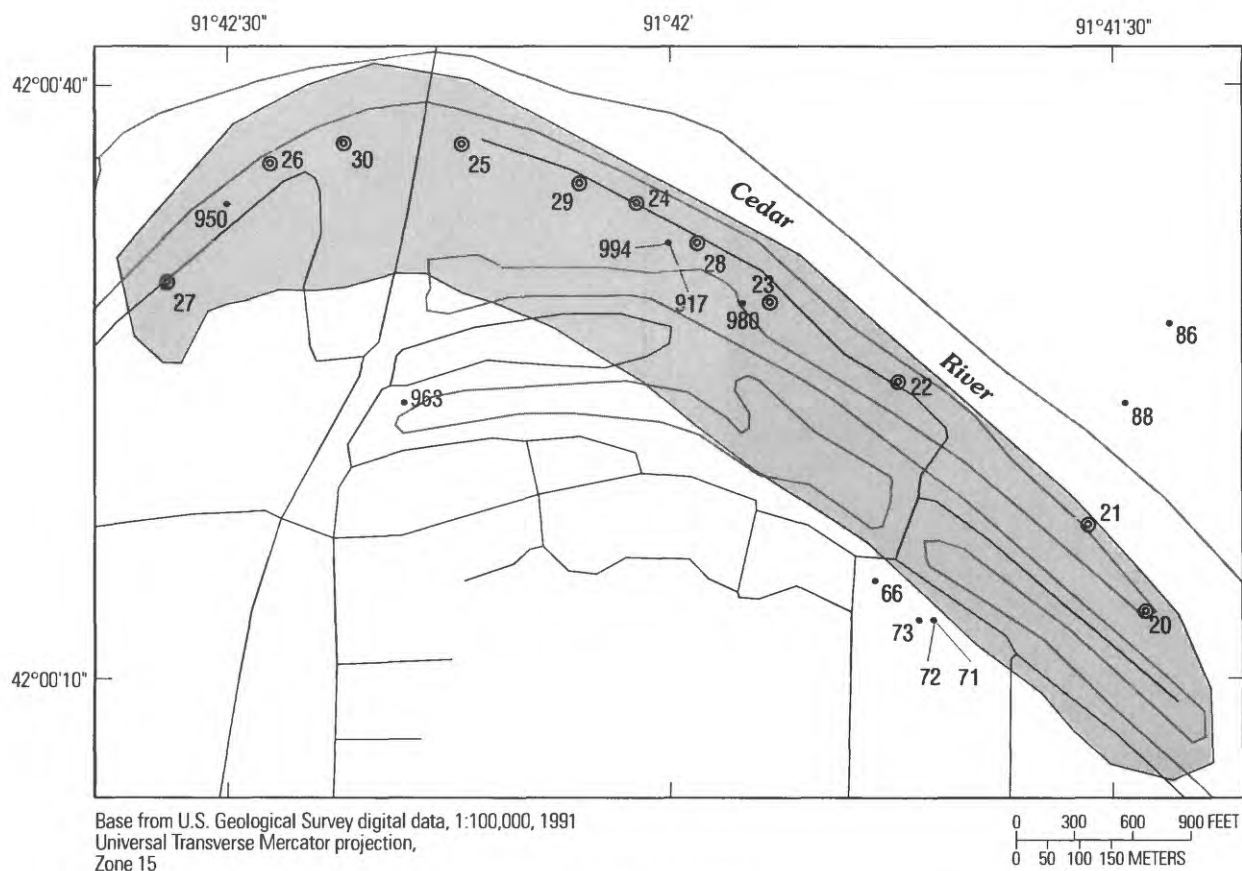 91°42'30" 91°42' 91°41'30"
42°00'40"
26 30 25
29 24
Cedar
950
994 28
27 917 980 23
86
River
22
963 88
21
66
20
73
72 71
42°00'10"
Base from U.S. Geological Survey digital data, 1:100,000, 1991
Universal Transverse Mercator projection,
Zone 15
0 300 600 900 FEET
0 50 100 150 METERS